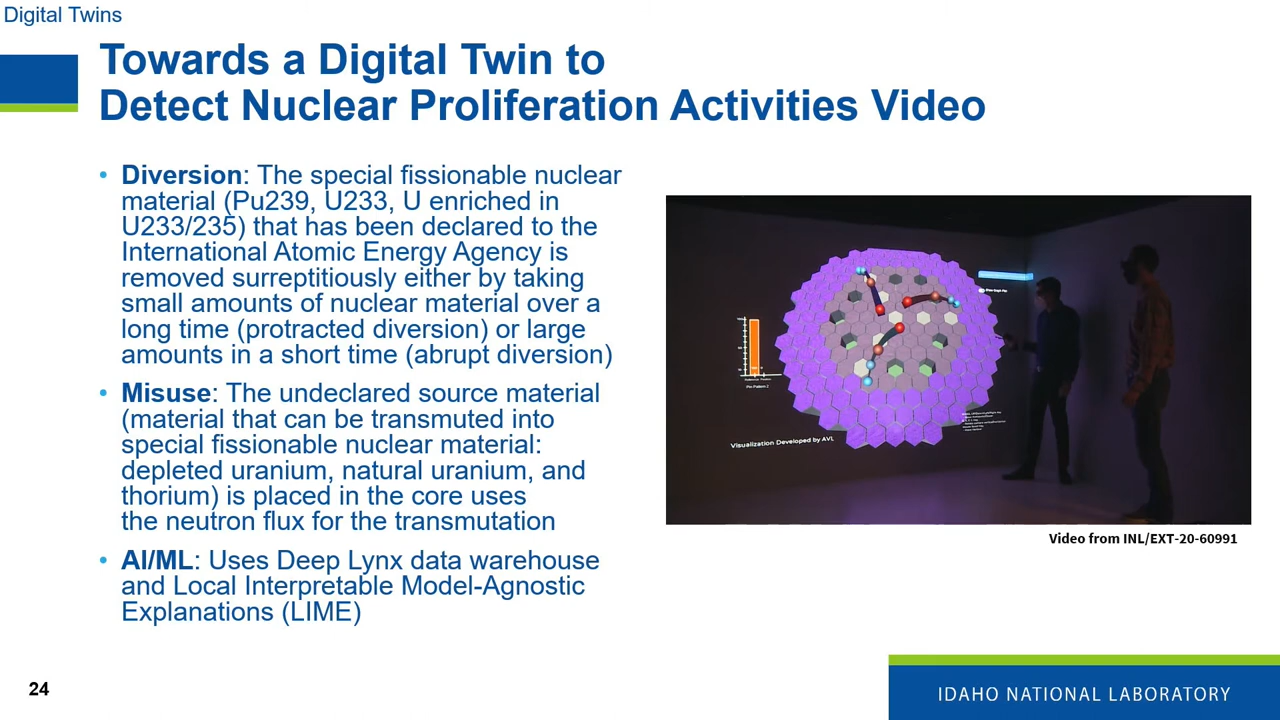 Digital Twins
Towards a Digital Twin to
Detect Nuclear Proliferation Activities Video
• Diversion: The special fissionable nuclear
material (Pu239, U233, U enriched in
U233/235) that has been declared to the
International Atomic Energy Agency is
removed surreptitiously either by taking
small amounts of nuclear material over a
long time (protracted diversion) or large
amounts in a short time (abrupt diversion)
• Misuse: The undeclared source material
(material that can be transmuted into
special fissionable nuclear material:
depleted uranium, natural uranium, and
thorium) is placed in the core uses
the neutron flux for the transmutation
• AI/ML: Uses Deep Lynx data warehouse
and Local Interpretable Model-Agnostic
Explanations (LIME)
Visualization Developed by AVL
Video from INL/EXT-20-60991
24
IDAHO NATIONAL LABORATORY